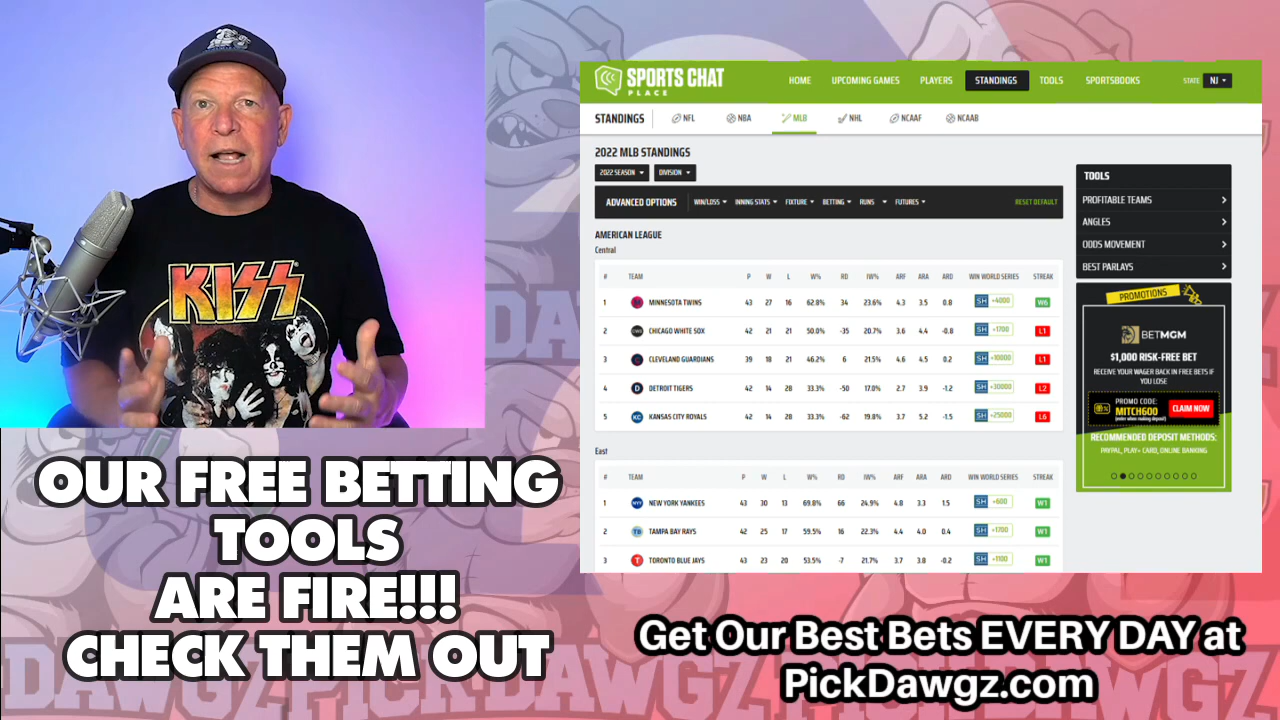 KISS
OUR FREE BETTING
TOOLS
ARE FIRE!!!
CHECK THEM OUT
SPORTS CHAT
PLACE
HOME UPCOMING GAMES PLAYERS STANDINGS TOOLS SPORTSBOOKS STATE NJ
STANDINGS NFL NBA MLB NHL NCAAF NCAAB
2022 MLB STANDINGS
2022 SEASON DIVISION
ADVANCED OPTIONS WIN/LOSS INNING STATS FIXTURE BETTING RUNS FUTURES RESET DEFAULT
AMERICAN LEAGUE
Central
# TEAM P W L W% RD IW% ARF ARA ARD WIN WORLD SERIES STREAK
1 MINNESOTA TWINS 43 27 16 62.8% 34 23.6% 4.3 3.5 0.8 SH +4000 W6
2 CHICAGO WHITE SOX 42 21 21 50.0% -35 20.7% 3.6 4.4 -0.8 SH +1700 L1
3 CLEVELAND GUARDIANS 39 18 21 46.2% 6 21.5% 4.6 4.5 0.2 SH +10000 L1
4 D DETROIT TIGERS 42 14 28 33.3% -50 17.0% 2.7 3.9 -1.2 SH +30000 L2
5 KC KANSAS CITY ROYALS 42 14 28 33.3% -62 19.8% 3.7 5.2 -1.5 SH +25000 L6
East
# TEAM P W L W% RD IW% ARF ARA ARD WIN WORLD SERIES STREAK
1 NYY NEW YORK YANKEES 43 30 13 69.8% 66 24.9% 4.8 3.3 1.5 SH +600 W1
2 TB TAMPA BAY RAYS 42 25 17 59.5% 16 22.3% 4.4 4.0 0.4 SH +1700 W1
3 T TORONTO BLUE JAYS 43 23 20 53.5% -7 21.7% 3.7 3.8 -0.2 SH +1100 W1
TOOLS
PROFITABLE TEAMS
ANGLES
ODDS MOVEMENT
BEST PARLAYS
PROMOTIONS
BETMGM
$1,000 RISK-FREE BET
RECEIVE YOUR WAGER BACK IN FREE BETS IF
YOU LOSE
PROMO CODE:
MITCH600
(enter when making deposit)
CLAIM NOW
RECOMMENDED DEPOSIT METHODS:
PAYPAL, PLAY+ CARD, ONLINE BANKING
Get Our Best Bets EVERY DAY at
PickDawgz.com
DAWGZ PICKDAWGZ PICKDAWGZ